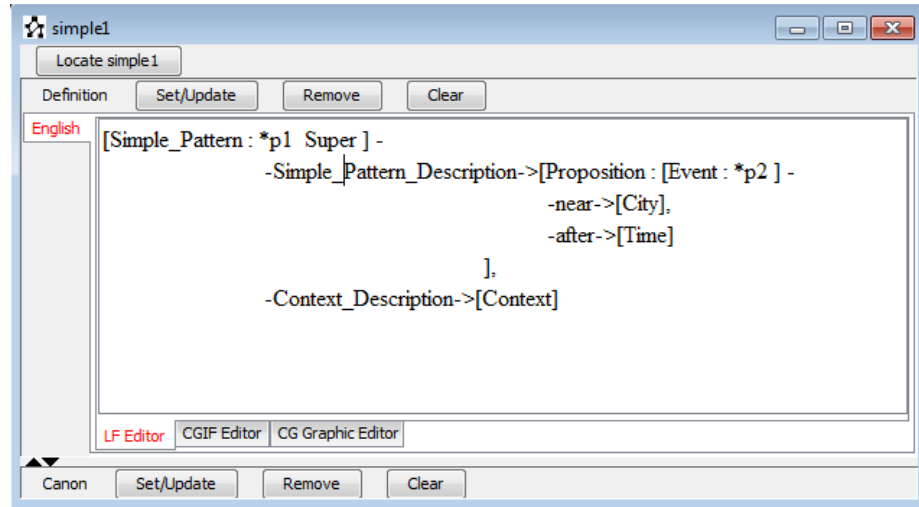 simple1
Locate simple1
Definition Set/Update Remove Clear
English
[Simple_Pattern : *p1 Super ] -
-Simple_Pattern_Description->[Proposition : [Event : *p2 ] -
-near->[City],
-after->[Time]
],
-Context_Description->[Context]
LF Editor CGIF Editor CG Graphic Editor
Canon Set/Update Remove Clear